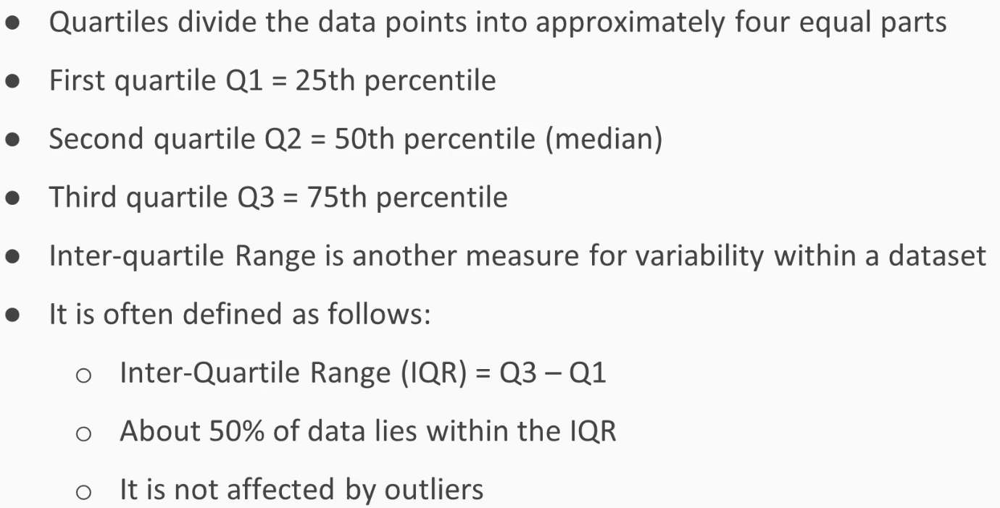 ● Quartiles divide the data points into approximately four equal parts
● First quartile Q1 = 25th percentile
● Second quartile Q2 = 50th percentile (median)
● Third quartile Q3 = 75th percentile
● Inter-quartile Range is another measure for variability within a dataset
● It is often defined as follows:
○ Inter-Quartile Range (IQR) = Q3 – Q1
○ About 50% of data lies within the IQR
○ It is not affected by outliers